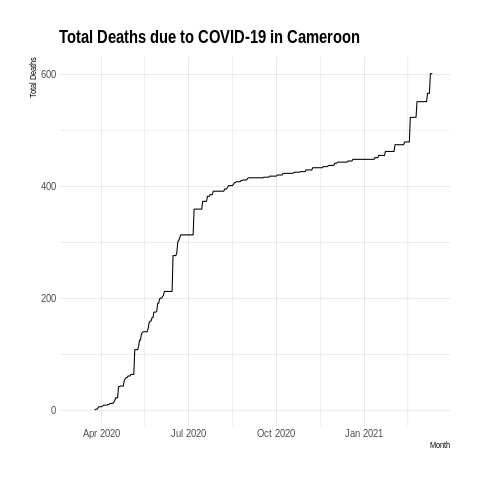 Total Deaths due to COVID-19 in Cameroon
Total Deaths
600
400
200
0
Apr 2020 Jul 2020 Oct 2020 Jan 2021
Month